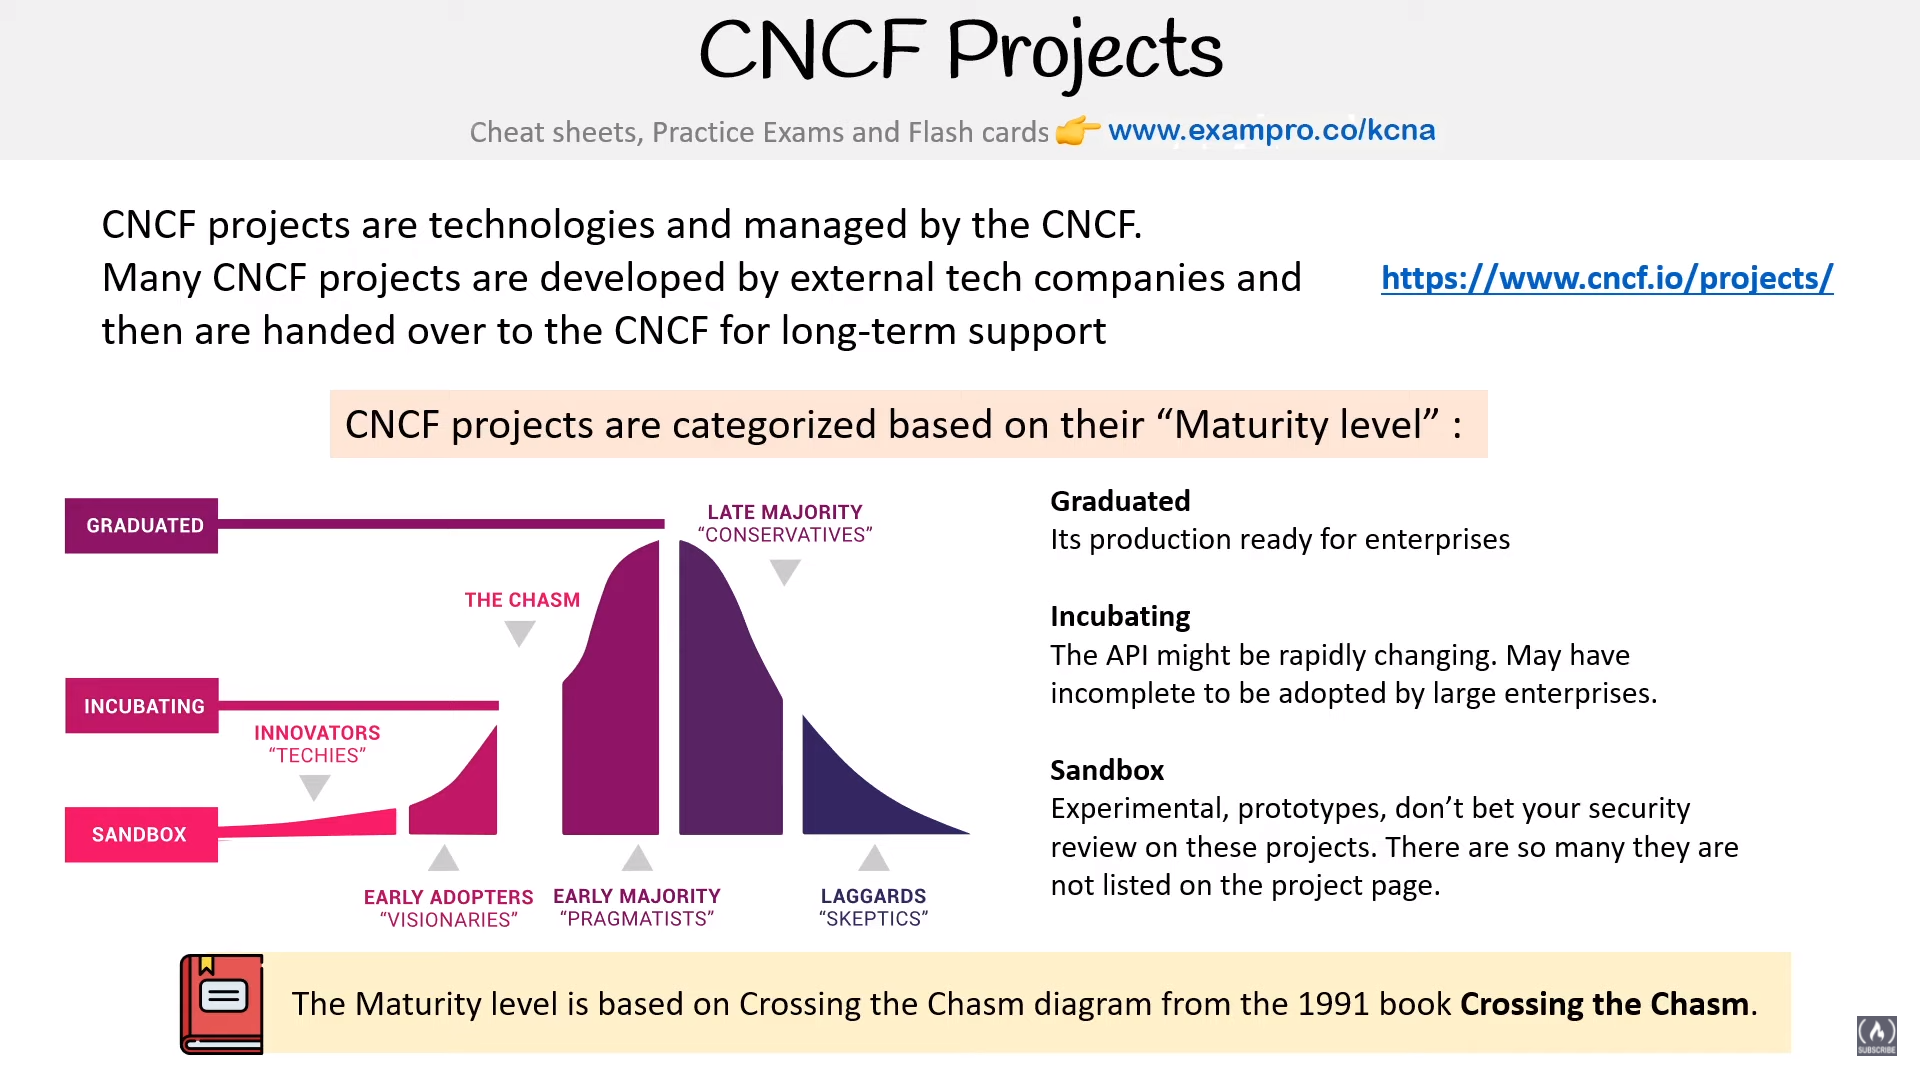 CNCF Projects
Cheat sheets, Practice Exams and Flash cards 👉 www.exampro.co/kcna
CNCF projects are technologies and managed by the CNCF.
Many CNCF projects are developed by external tech companies and
then are handed over to the CNCF for long-term support
https://www.cncf.io/projects/
CNCF projects are categorized based on their “Maturity level” :
GRADUATED
LATE MAJORITY
“CONSERVATIVES”
THE CHASM
INCUBATING
INNOVATORS
“TECHIES”
SANDBOX
EARLY ADOPTERS
“VISIONARIES”
EARLY MAJORITY
“PRAGMATISTS”
LAGGARDS
“SKEPTICS”
Graduated
Its production ready for enterprises
Incubating
The API might be rapidly changing. May have
incomplete to be adopted by large enterprises.
Sandbox
Experimental, prototypes, don’t bet your security
review on these projects. There are so many they are
not listed on the project page.
The Maturity level is based on Crossing the Chasm diagram from the 1991 book Crossing the Chasm.
SUBSCRIBE